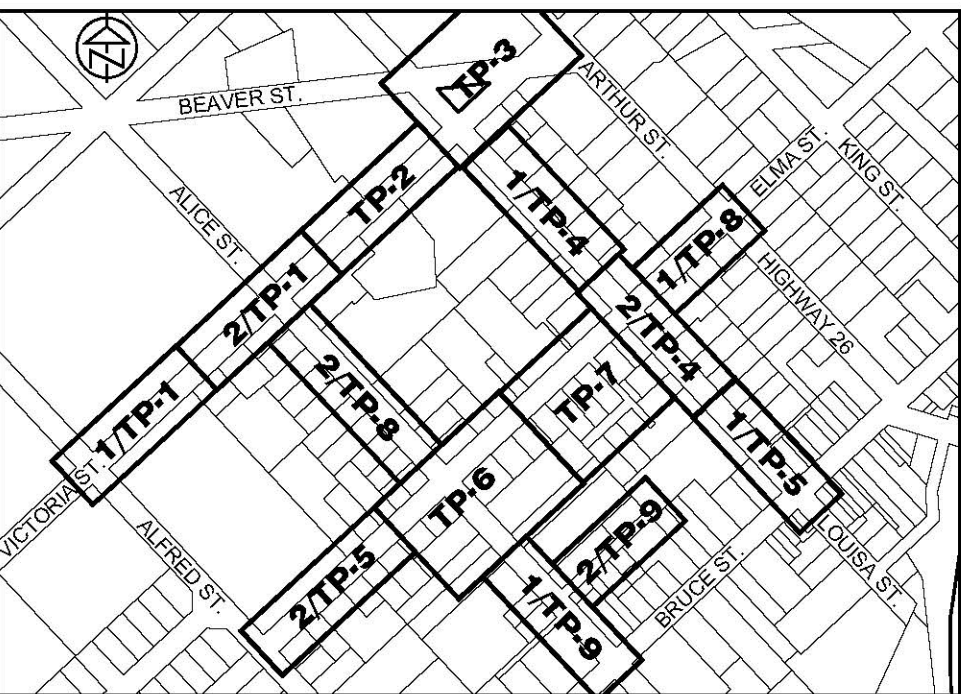 N
TP-3
ARTHUR ST.
BEAVER ST.
ELMA ST.
KING ST.
TP-2
1/TP-4
ALICE ST.
1/TP-8
HIGHWAY 26
2/TP-1
2/TP-4
2/TP-8
TP-7
1/TP-1
1/TP-5
VICTORIA ST.
TP-6
ALFRED ST.
2/TP-9
LOUISA ST.
2/TP-5
BRUCE ST.
1/TP-9